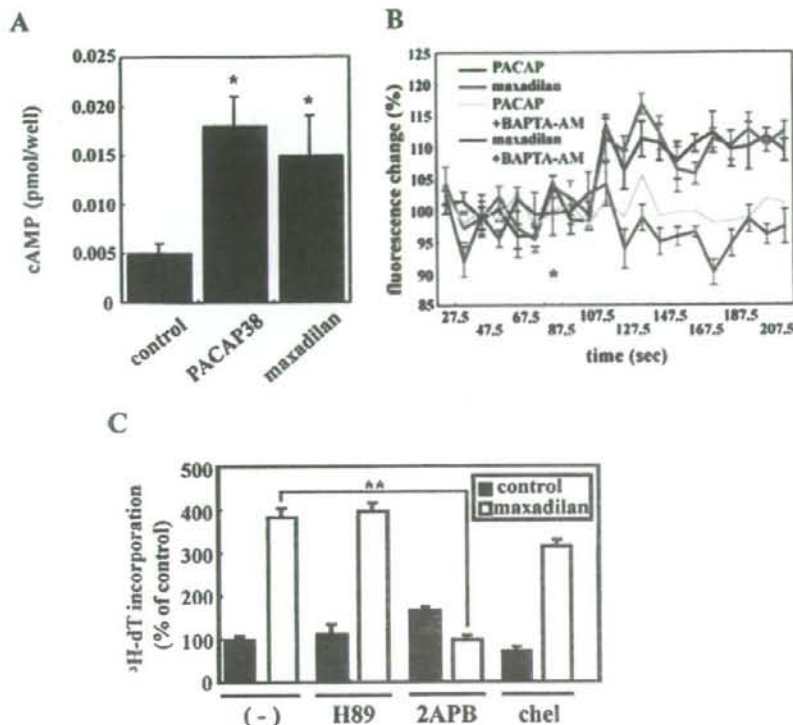 A
cAMP (pmol/well)
0.025
0.020
0.015
0.010
0.005
0
*
*
control
PACAP38
maxadilan
B
fluorescence change (%)
125
120
115
110
105
100
95
90
85
PACAP
maxadilan
PACAP
+BAPTA-AM
maxadilan
+BAPTA-AM
*
27.5 67.5 107.5 147.5 187.5
47.5 87.5 127.5 167.5 207.5
time (sec)
C
³H-dT incorporation
(% of control)
500
400
300
200
100
0
**
control
maxadilan
(-) H89 2APB chel